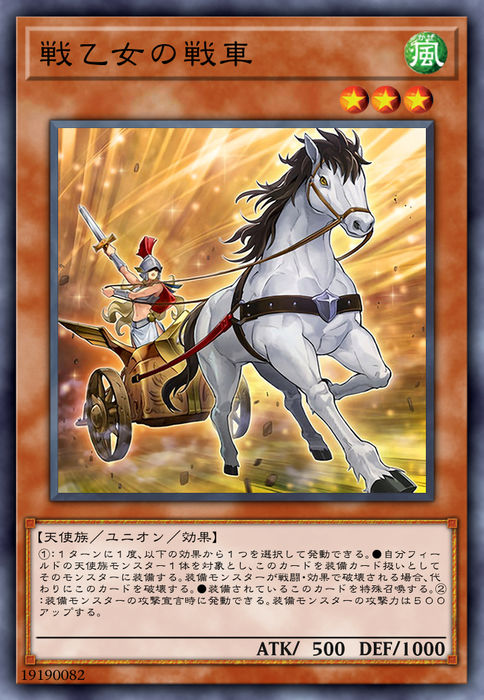 戦乙女の戦車
かぜ
風
【天使族／ユニオン／効果】
①：１ターンに１度、以下の効果から１つを選択して発動できる。●自分フィー
ルドの天使族モンスター１体を対象とし、このカードを装備カード扱いとして
そのモンスターに装備する。装備モンスターが戦闘・効果で破壊される場合、代
わりにこのカードを破壊する。●装備されているこのカードを特殊召喚する。②
：装備モンスターの攻撃宣言時に発動できる。装備モンスターの攻撃力は５００
アップする。
ATK/ 500 DEF/1000
19190082